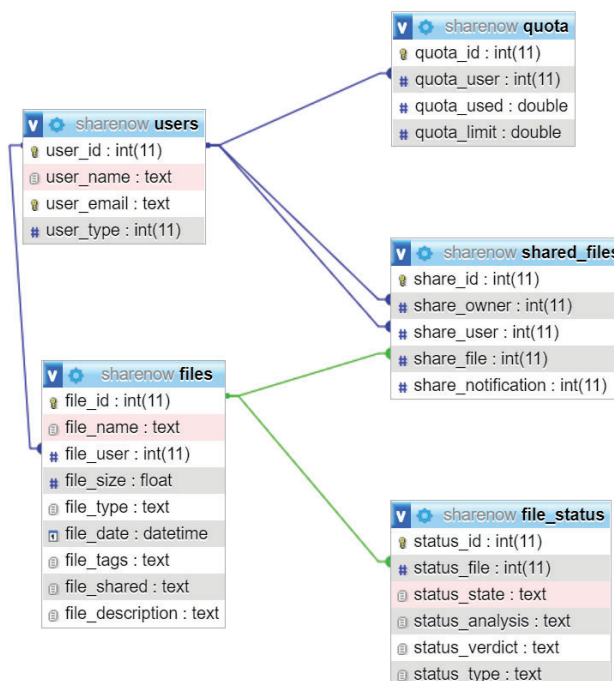 sharenow quota
quota_id : int(11)
quota_user : int(11)
quota_used : double
quota_limit : double
sharenow users
user_id : int(11)
user_name : text
user_email : text
user_type : int(11)
sharenow shared_files
share_id : int(11)
share_owner : int(11)
share_user : int(11)
share_file : int(11)
share_notification : int(11)
sharenow files
file_id : int(11)
file_name : text
file_user : int(11)
file_size : float
file_type : text
file_date : datetime
file_tags : text
file_shared : text
file_description : text
sharenow file_status
status_id : int(11)
status_file : int(11)
status_state : text
status_analysis : text
status_verdict : text
status_type : text